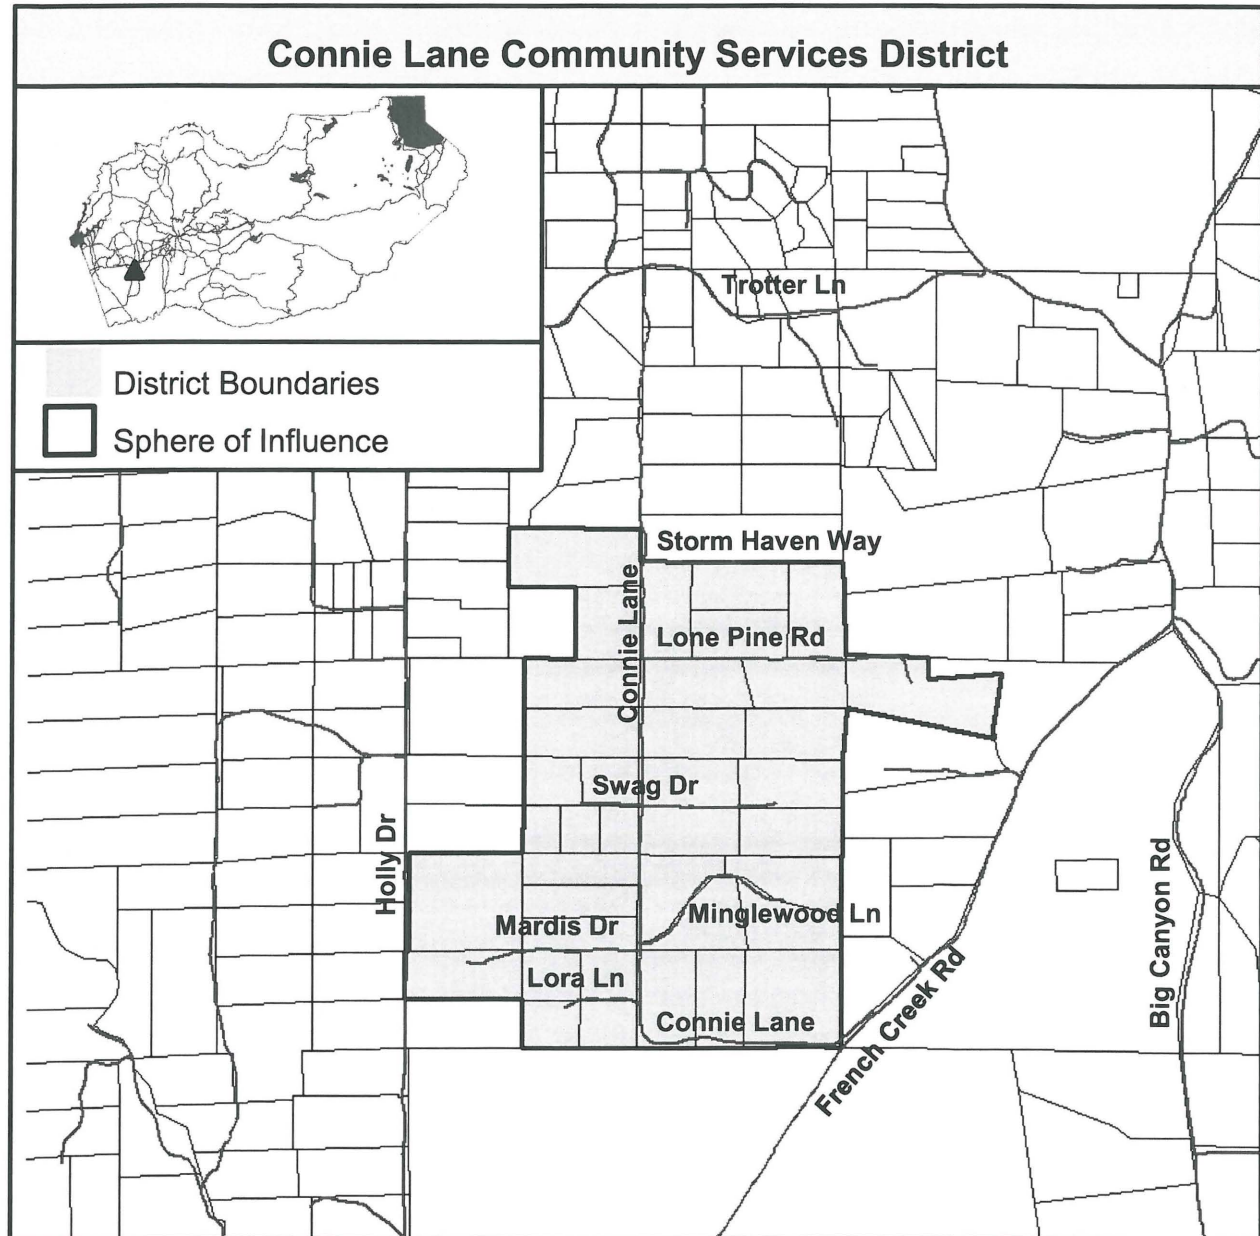 Connie Lane Community Services District
District Boundaries
Sphere of Influence
Trotter Ln
Storm Haven Way
Connie Lane
Lone Pine Rd
Swag Dr
Holly Dr
Mardis Dr
Minglewood Ln
Lora Ln
Connie Lane
French Creek Rd
Big Canyon Rd